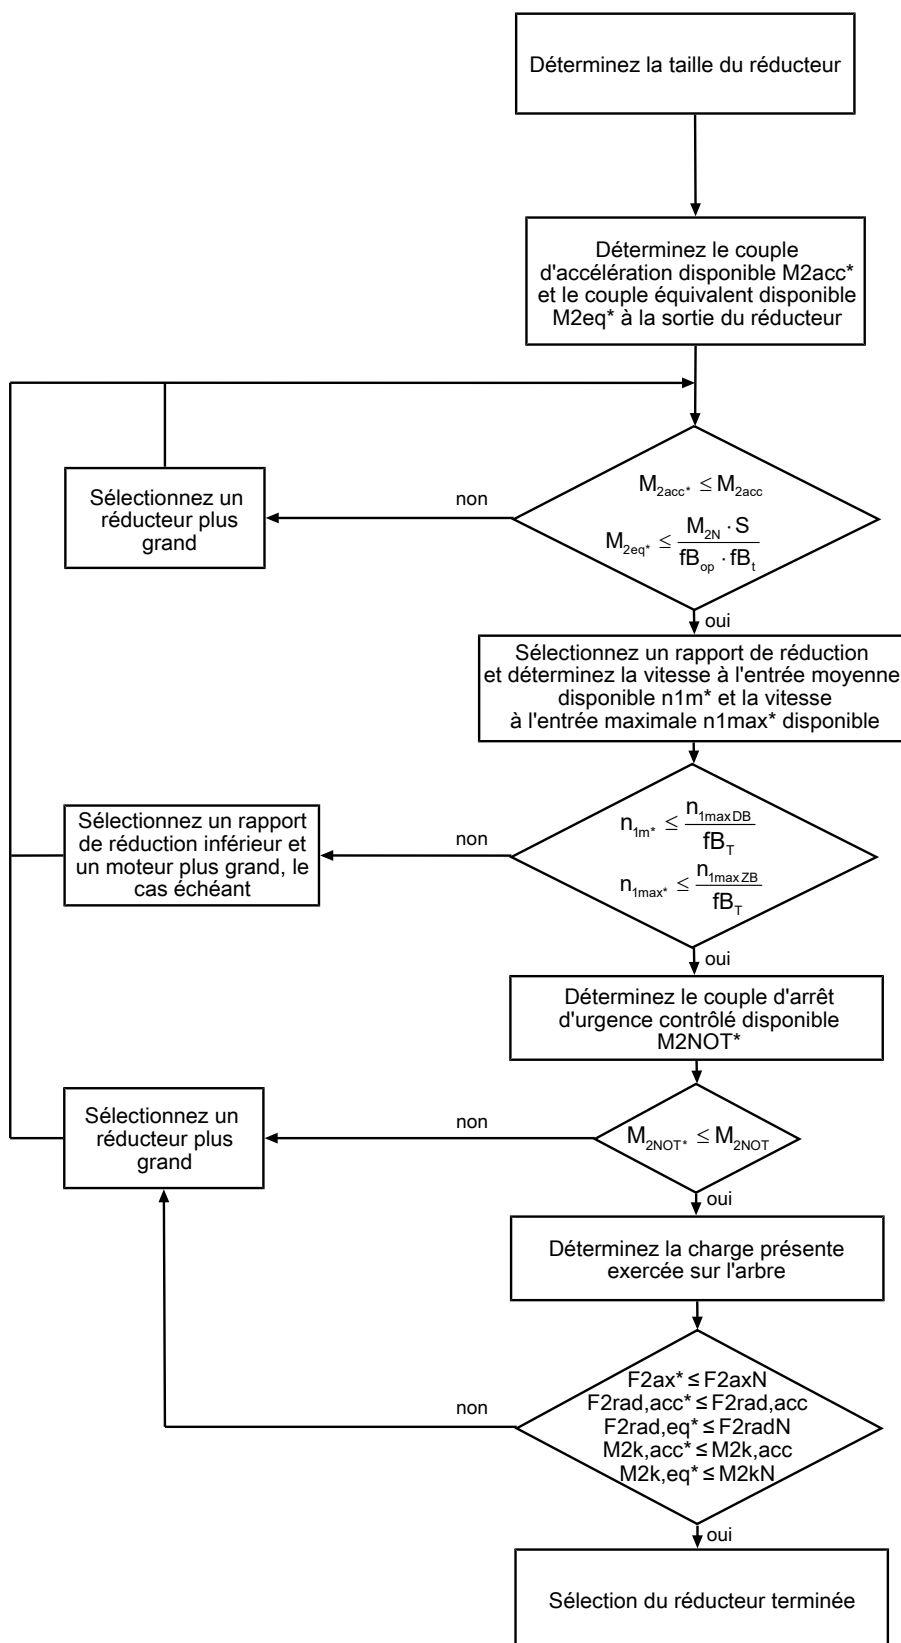 Déterminez la taille du réducteur
Déterminez le couple
d'accélération disponible M2acc*
et le couple équivalent disponible
M2eq* à la sortie du réducteur
Sélectionnez un
réducteur plus
grand
non
M2acc* ≤ M2acc
M2eq* ≤ M2N · S / fBop · fBt
oui
Sélectionnez un rapport de réduction
et déterminez la vitesse à l'entrée moyenne
disponible n1m* et la vitesse
à l'entrée maximale n1max* disponible
Sélectionnez un rapport
de réduction inférieur et
un moteur plus grand, le
cas échéant
non
n1m* ≤ n1maxDB / fBT
n1max* ≤ n1maxZB / fBT
oui
Déterminez le couple d'arrêt
d'urgence contrôlé disponible
M2NOT*
Sélectionnez un
réducteur plus
grand
non
M2NOT* ≤ M2NOT
oui
Déterminez la charge présente
exercée sur l'arbre
non
F2ax* ≤ F2axN
F2rad,acc* ≤ F2rad,acc
F2rad,eq* ≤ F2radN
M2k,acc* ≤ M2k,acc
M2k,eq* ≤ M2kN
oui
Sélection du réducteur terminée